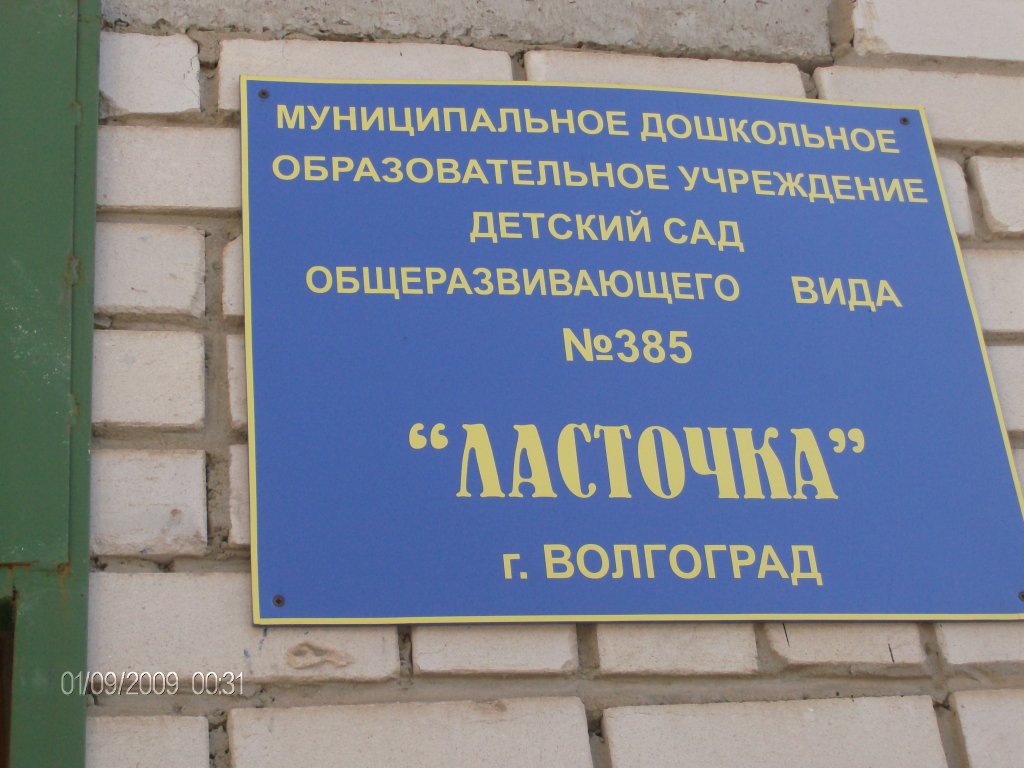 МУНИЦИПАЛЬНОЕ ДОШКОЛЬНОЕ
ОБРАЗОВАТЕЛЬНОЕ УЧРЕЖДЕНИЕ
ДЕТСКИЙ САД
ОБЩЕРАЗВИВАЮЩЕГО ВИДА
№385
“ЛАСТОЧКА”
г. ВОЛГОГРАД
01/09/2009 00:31